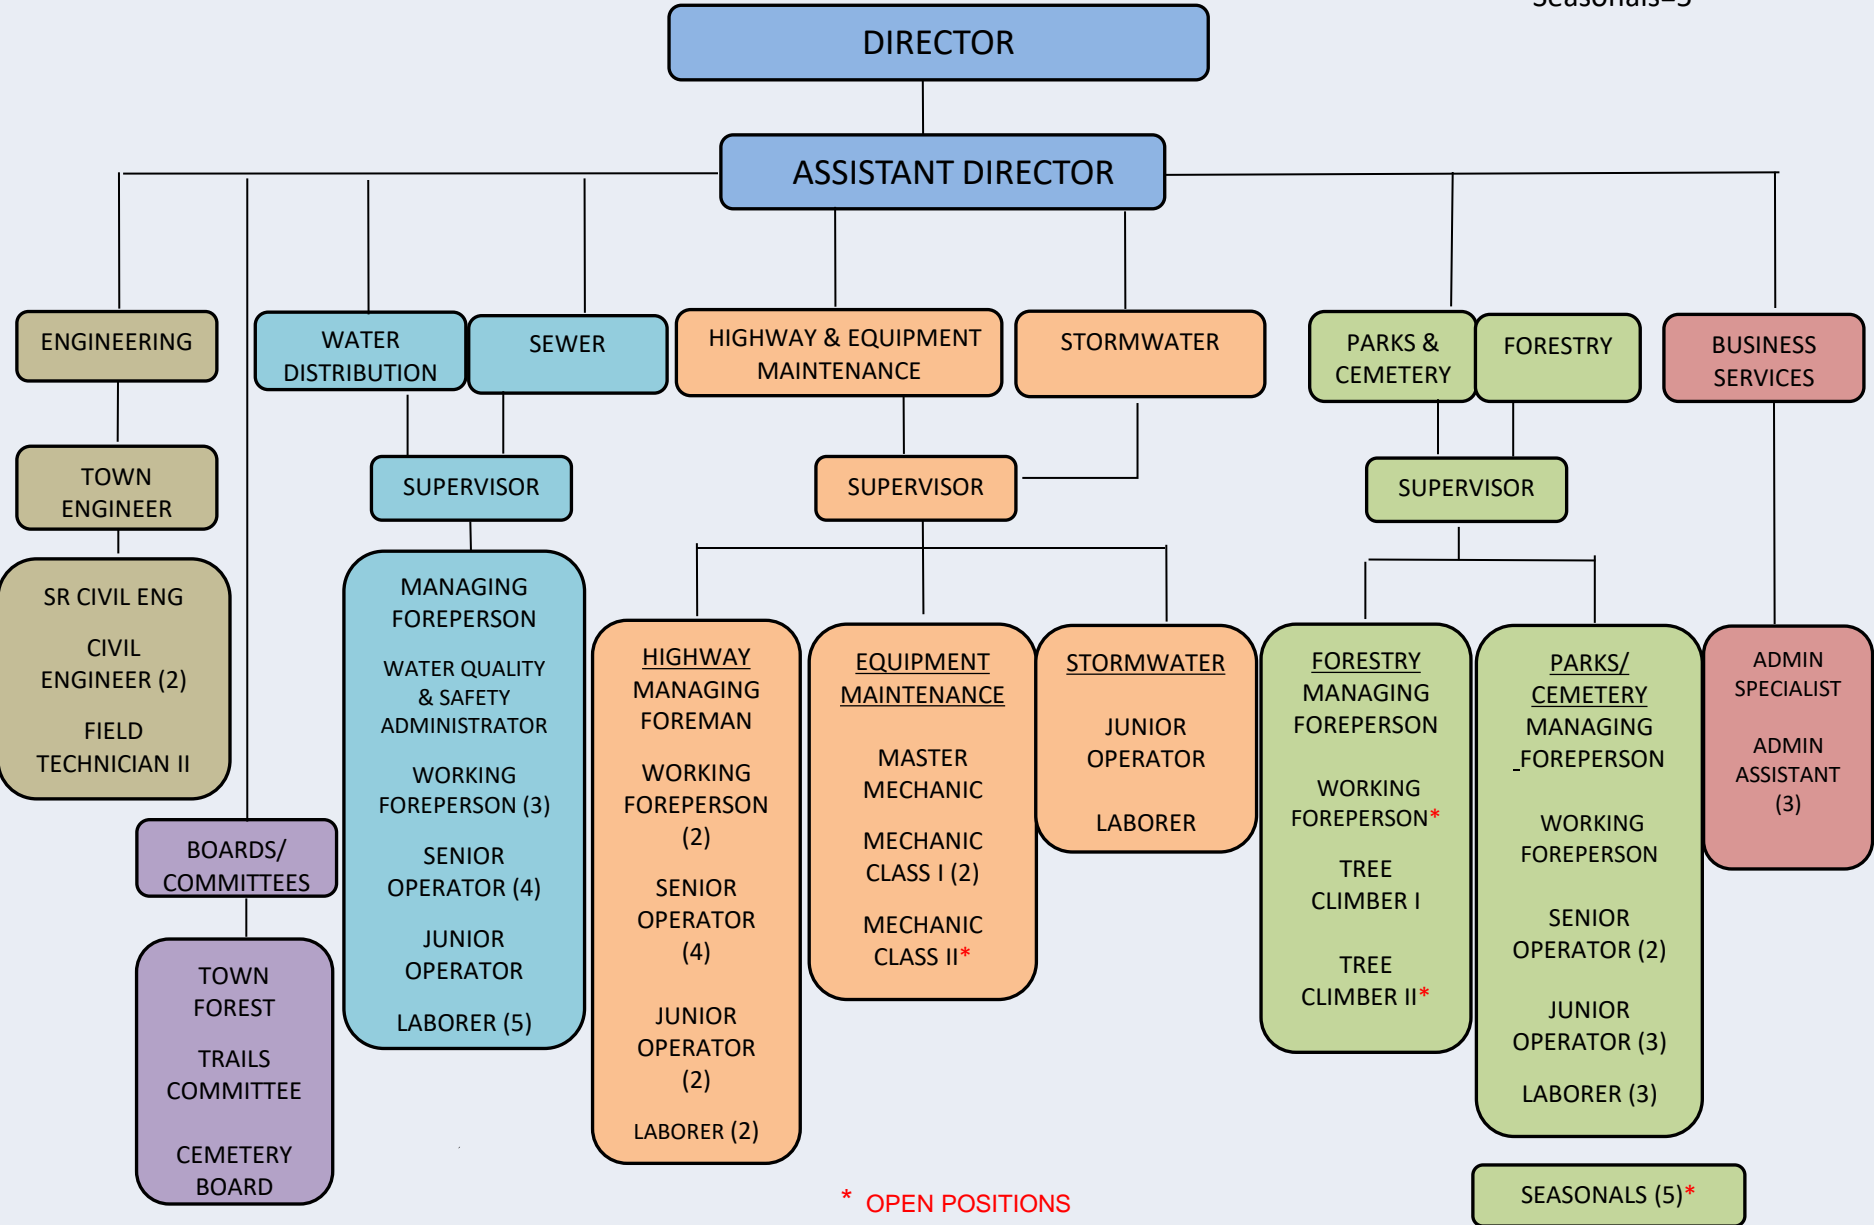 Seasonals=5
DIRECTOR
ASSISTANT DIRECTOR
ENGINEERING
WATER
DISTRIBUTION
SEWER
HIGHWAY & EQUIPMENT
MAINTENANCE
STORMWATER
PARKS &
CEMETERY
FORESTRY
BUSINESS
SERVICES
TOWN
ENGINEER
SUPERVISOR
SUPERVISOR
SUPERVISOR
SR CIVIL ENG
CIVIL
ENGINEER (2)
FIELD
TECHNICIAN II
BOARDS/
COMMITTEES
TOWN
FOREST
TRAILS
COMMITTEE
CEMETERY
BOARD
MANAGING
FOREPERSON
WATER QUALITY
& SAFETY
ADMINISTRATOR
WORKING
FOREPERSON (3)
SENIOR
OPERATOR (4)
JUNIOR
OPERATOR
LABORER (5)
HIGHWAY
MANAGING
FOREMAN
WORKING
FOREPERSON
(2)
SENIOR
OPERATOR
(4)
JUNIOR
OPERATOR
(2)
LABORER (2)
EQUIPMENT
MAINTENANCE
MASTER
MECHANIC
MECHANIC
CLASS I (2)
MECHANIC
CLASS II*
STORMWATER
JUNIOR
OPERATOR
LABORER
FORESTRY
MANAGING
FOREPERSON
WORKING
FOREPERSON*
TREE
CLIMBER I
TREE
CLIMBER II*
PARKS/
CEMETERY
MANAGING
FOREPERSON
WORKING
FOREPERSON
SENIOR
OPERATOR (2)
JUNIOR
OPERATOR (3)
LABORER (3)
ADMIN
SPECIALIST
ADMIN
ASSISTANT
(3)
SEASONALS (5)*
* OPEN POSITIONS